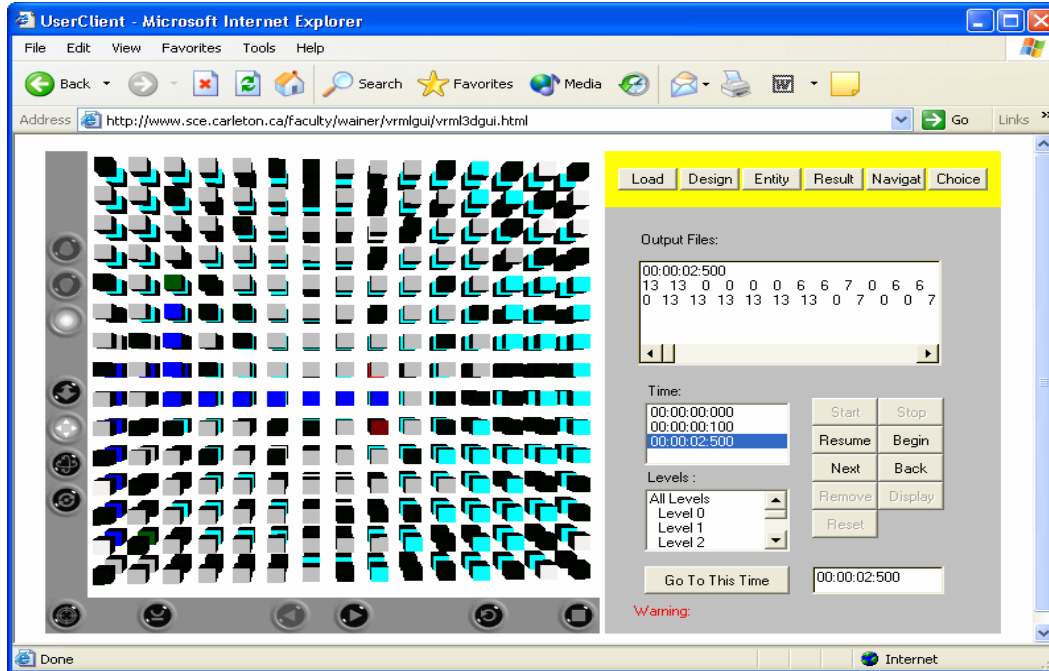 UserClient - Microsoft Internet Explorer
File Edit View Favorites Tools Help
Back Search Favorites Media
Address http://www.sce.carleton.ca/faculty/wainer/vrmlgui/vrml3dgui.html Go Links »
Load Design Entity Result Navigat Choice
Output Files:
00:00:02:500
13 13 0 0 0 0 6 6 7 0 6 6
0 13 13 13 13 13 13 0 7 0 0 7
Time:
00:00:00:000
00:00:00:100
00:00:02:500
Start Stop
Resume Begin
Next Back
Remove Display
Reset
Levels :
All Levels
Level 0
Level 1
Level 2
Go To This Time 00:00:02:500
Warning:
Done Internet